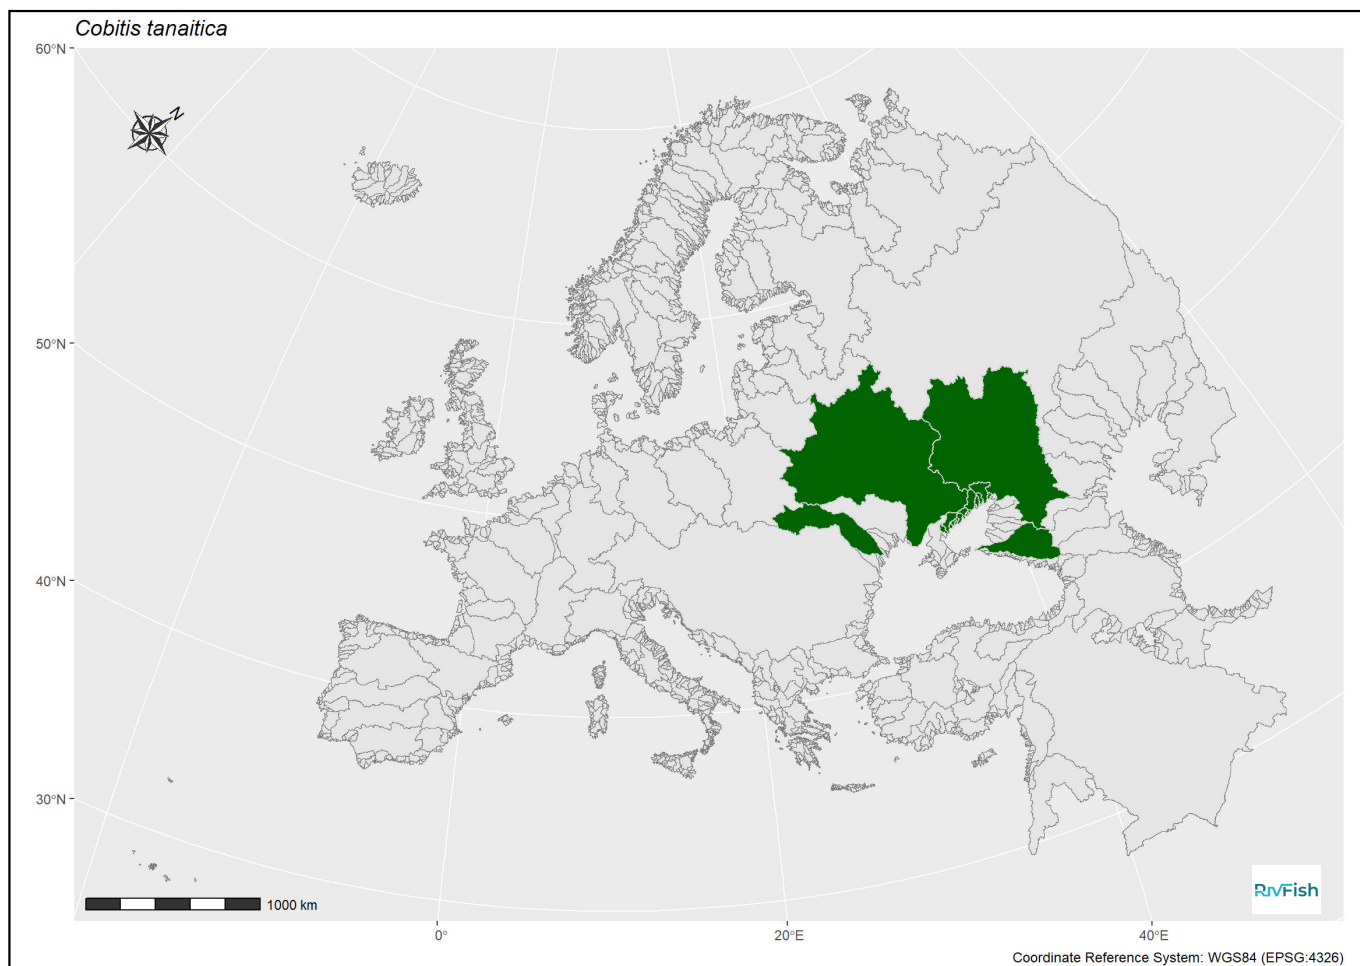 Cobitis tanaitica
60°N
N
50°N
40°N
30°N
1000 km
RivFish
0°
20°E
40°E
Coordinate Reference System: WGS84 (EPSG:4326)